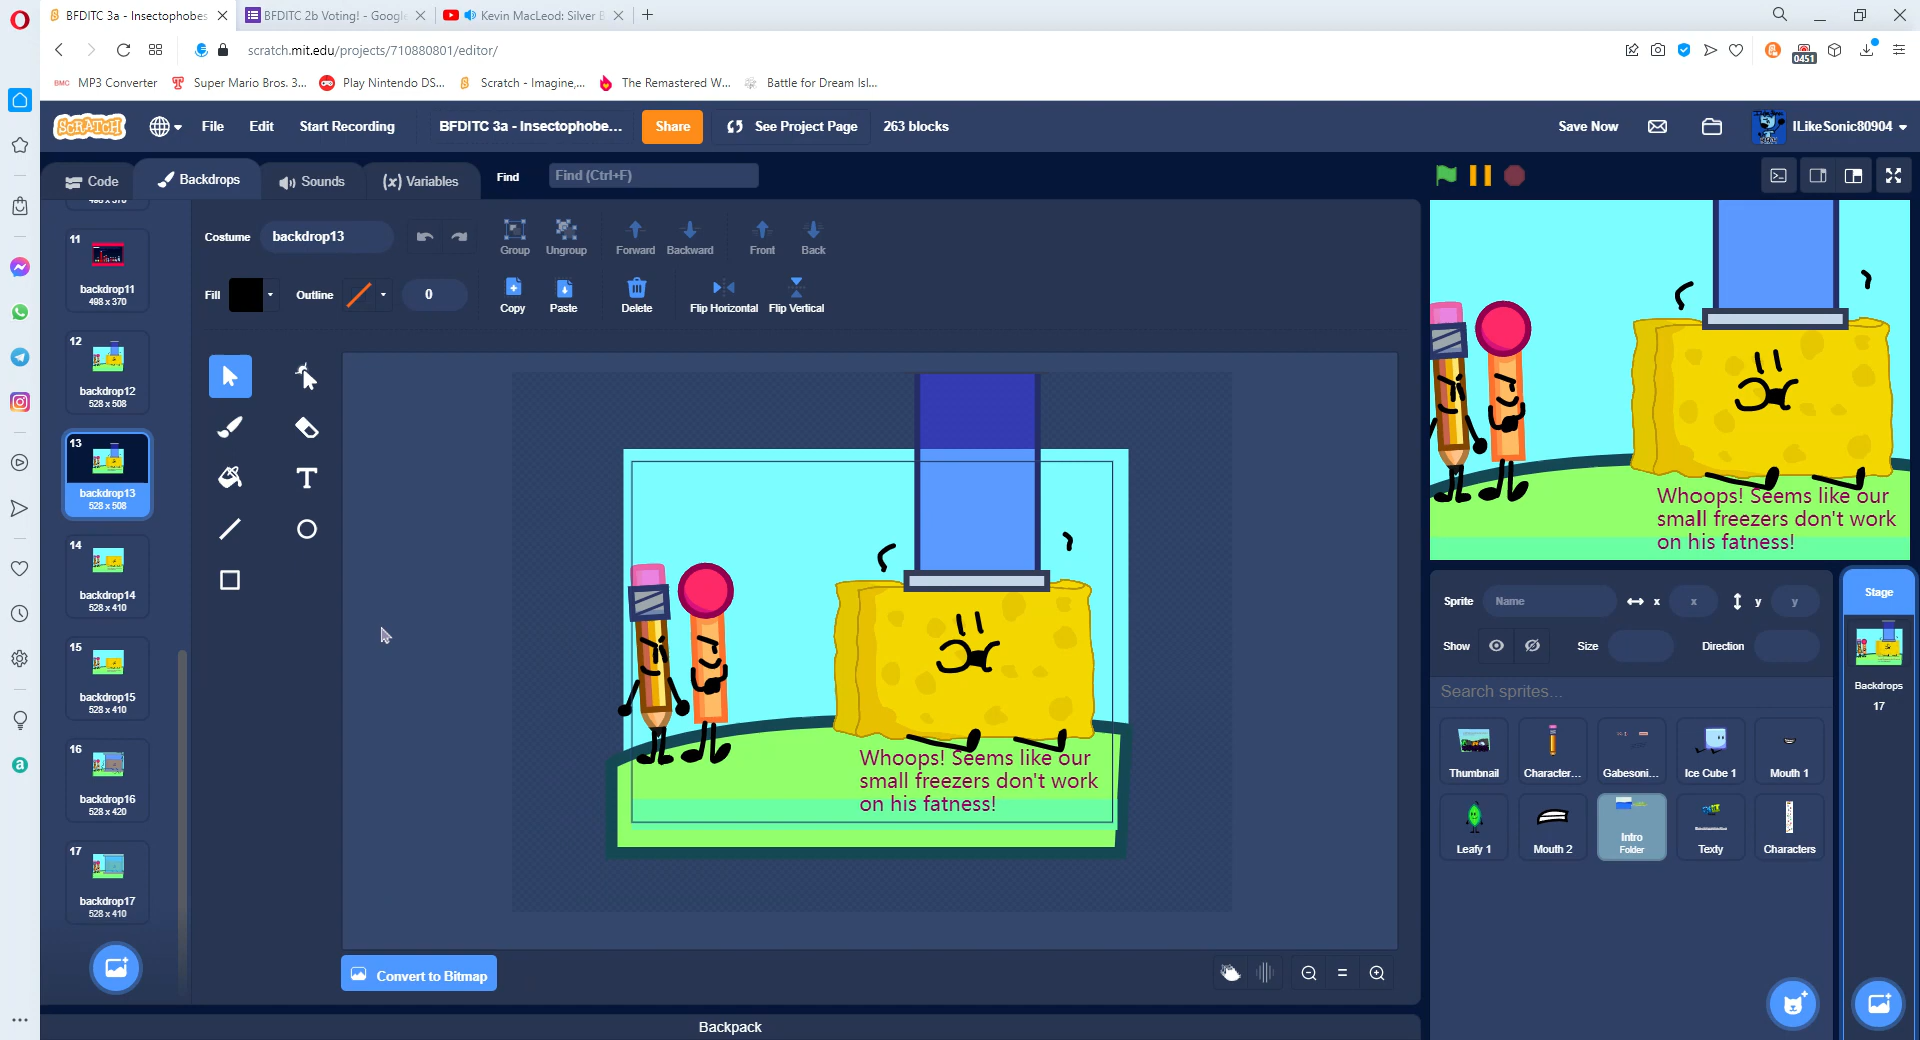 BFDITC 3a - Insectophobes
BFDITC 2b Voting! - Google
Kevin MacLeod: Silver B
scratch.mit.edu/projects/710880801/editor/
0451
BMC MP3 Converter
Super Mario Bros. 3...
Play Nintendo DS...
Scratch - Imagine,...
The Remastered W...
Battle for Dream Isl...
SCRATCH
File
Edit
Start Recording
BFDITC 3a - Insectophobe...
Share
See Project Page
263 blocks
Save Now
ILikeSonic80904
Code
Backdrops
Sounds
(x) Variables
Find
Find (Ctrl+F)
Costume
backdrop13
Group
Ungroup
Forward
Backward
Front
Back
Fill
Outline
0
Copy
Paste
Delete
Flip Horizontal
Flip Vertical
11
backdrop11
498 x 370
12
backdrop12
528 x 508
13
backdrop13
528 x 508
14
backdrop14
528 x 410
15
backdrop15
528 x 410
16
backdrop16
528 x 420
17
backdrop17
528 x 410
T
Whoops! Seems like our
small freezers don't work
on his fatness!
Convert to Bitmap
Backpack
Whoops! Seems like our
small freezers don't work
on his fatness!
Sprite
Name
x
x
y
y
Show
Size
Direction
Search sprites...
Thumbnail
Character...
Gabesoni...
Ice Cube 1
Mouth 1
Leafy 1
Mouth 2
Intro
Folder
Texty
Characters
Stage
Backdrops
17